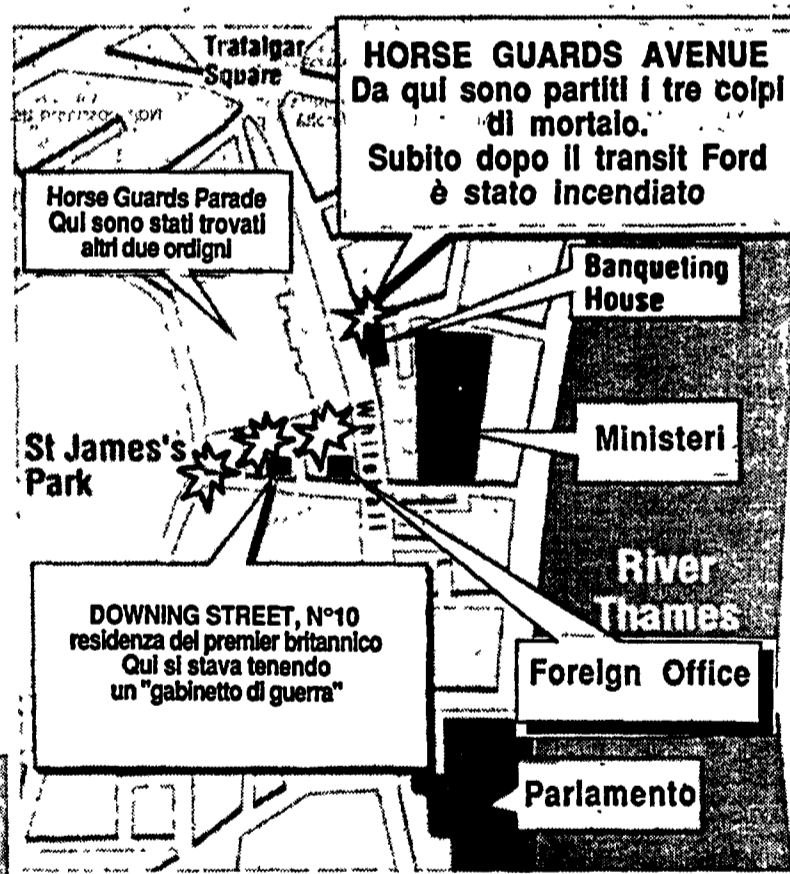 Trafalgar
Square
HORSE GUARDS AVENUE
Da qui sono partiti i tre colpi
di mortaio.
Subito dopo il transit Ford
è stato incendiato
Horse Guards Parade
Qui sono stati trovati
altri due ordigni
Banqueting
House
Whitehall
Ministeri
St James's
Park
River
Thames
DOWNING STREET, N°10
residenza del premier britannico
Qui si stava tenendo
un "gabinetto di guerra"
Foreign Office
Parlamento